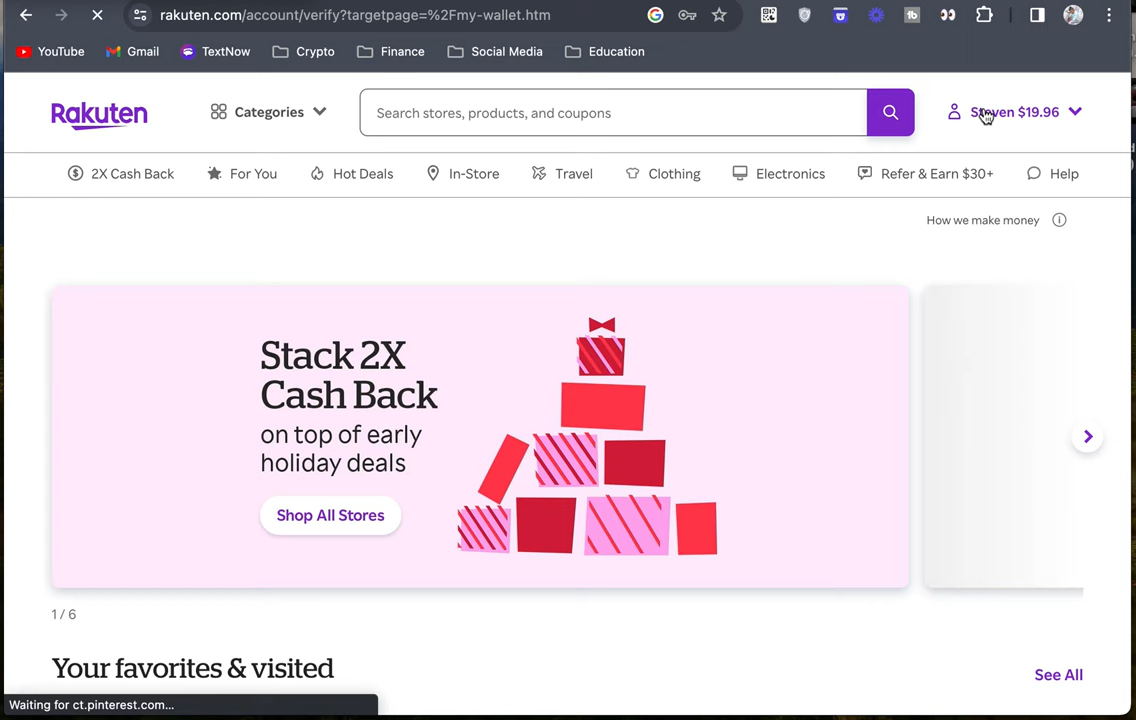 rakuten.com/account/verify?targetpage=%2Fmy-wallet.htm
YouTube Gmail TextNow Crypto Finance Social Media Education
Rakuten Categories Search stores, products, and coupons Steven $19.96
2X Cash Back For You Hot Deals In-Store Travel Clothing Electronics Refer & Earn $30+ Help
How we make money
Stack 2X
Cash Back
on top of early
holiday deals
Shop All Stores
1 / 6
Your favorites & visited See All
Waiting for ct.pinterest.com...